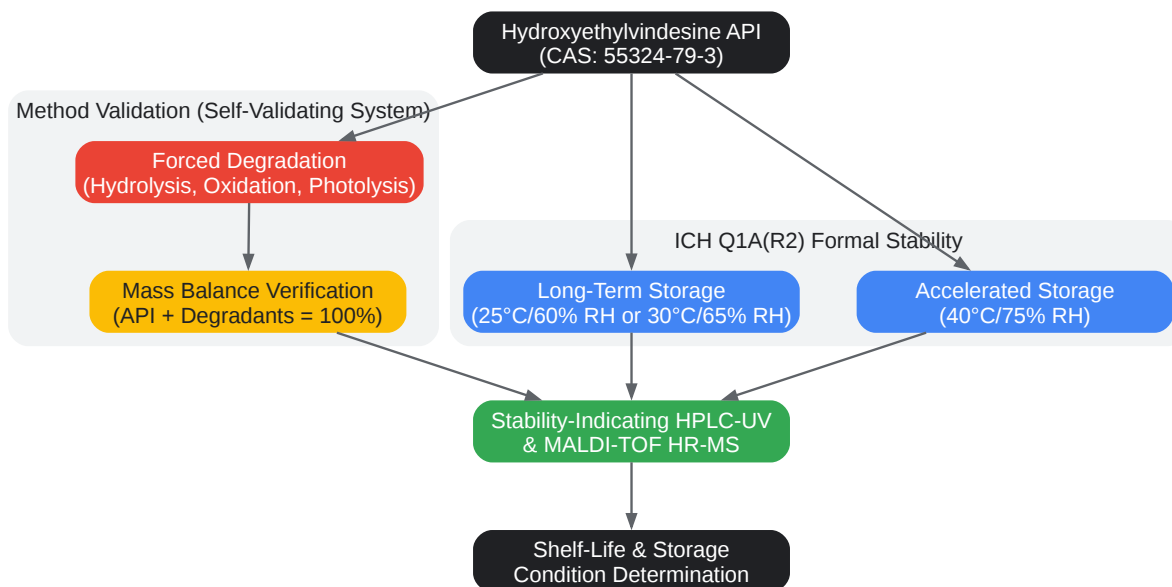 Hydroxyethylvindesine API
(CAS: 55324-79-3)
Method Validation (Self-Validating System)
Forced Degradation
(Hydrolysis, Oxidation, Photolysis)
Mass Balance Verification
(API + Degradants = 100%)
ICH Q1A(R2) Formal Stability
Long-Term Storage
(25°C/60% RH or 30°C/65% RH)
Accelerated Storage
(40°C/75% RH)
Stability-Indicating HPLC-UV
& MALDI-TOF HR-MS
Shelf-Life & Storage
Condition Determination